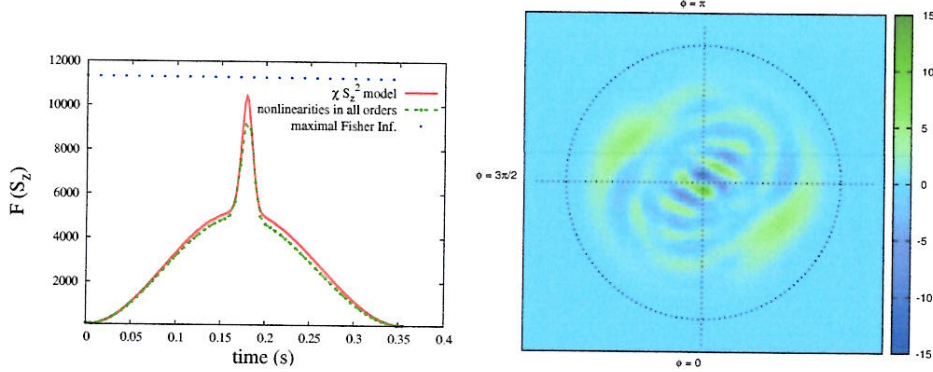 φ = π
12000
10000
8000
6000
4000
2000
F (S_z)
χ S_z² model
nonlinearities in all orders
maximal Fisher Inf.
0 0.05 0.1 0.15 0.2 0.25 0.3 0.35 0.4
time (s)
φ = 3π/2
φ = 0
15
10
5
0
-5
-10
-15